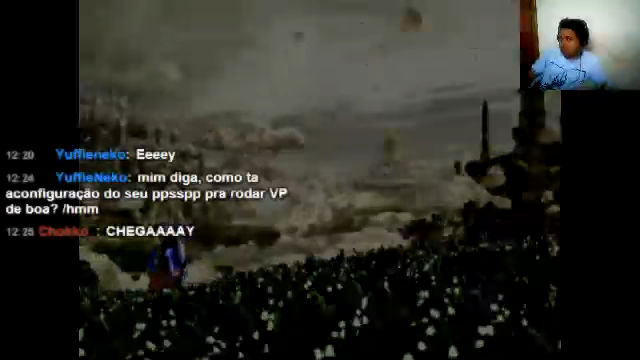 12:20 Yuffieneko: Eeeey
12:24 YuffieNeko: mim diga, como ta
aconfiguração do seu ppsspp pra rodar VP
de boa? /hmm
12:25 Chokko : CHEGAAAAY